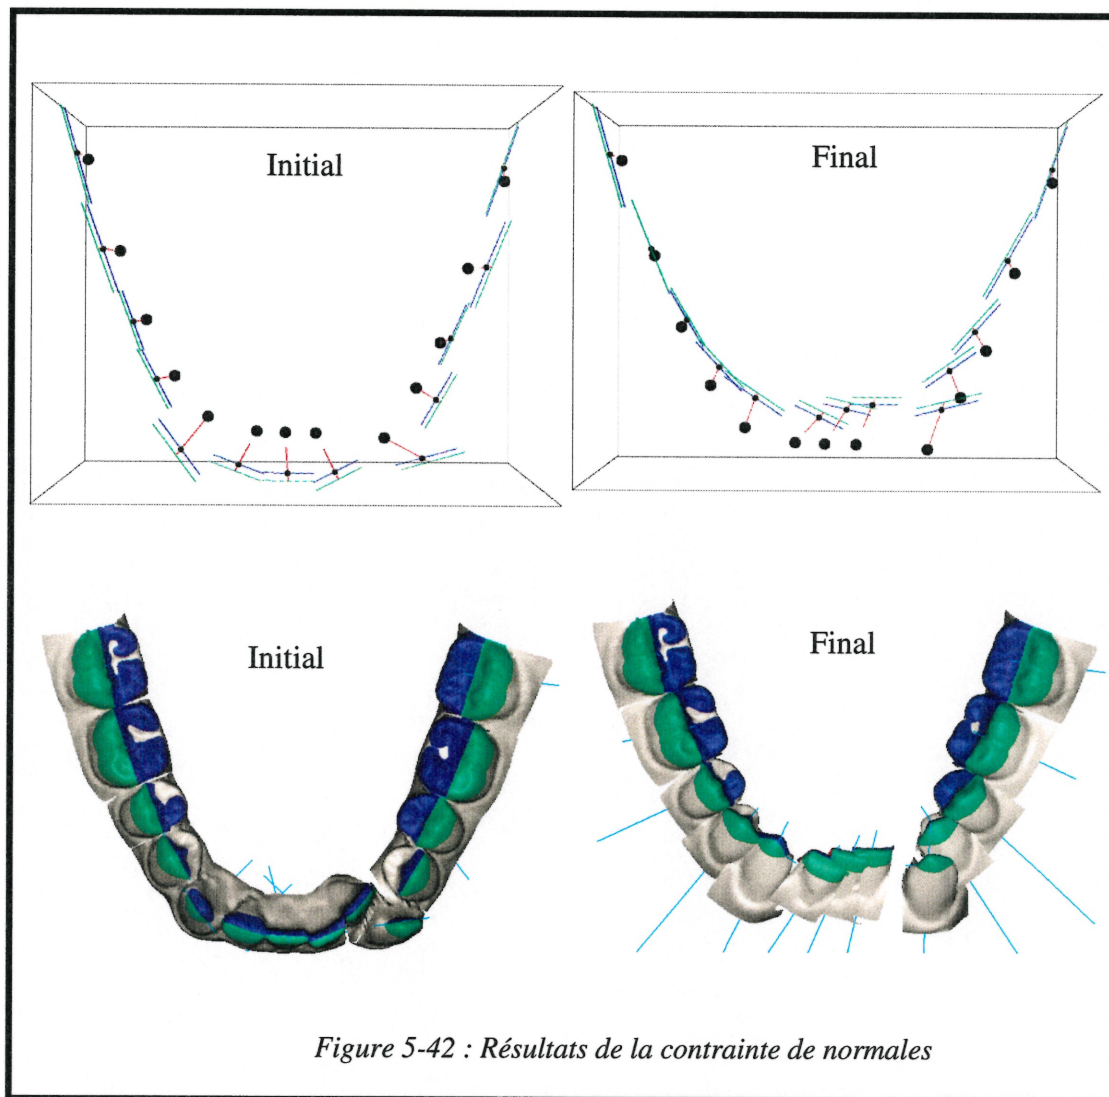 Initial
Final
Initial
Final
Figure 5-42 : Résultats de la contrainte de normales